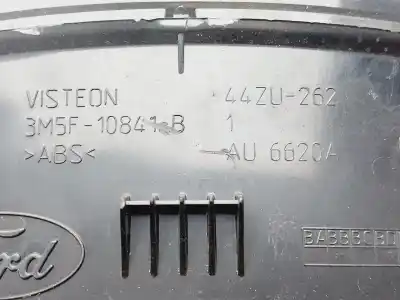 VISTEON 44ZU-262
3M5F-10841-B 1
>ABS< AU 6620A
Ford